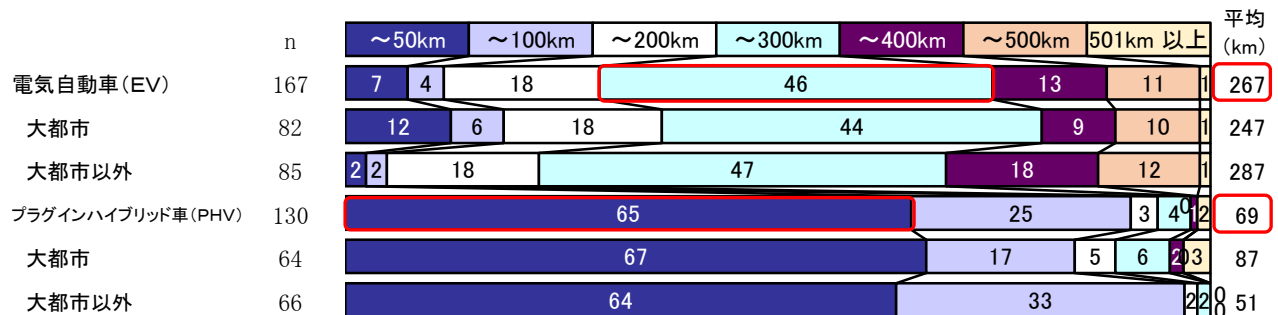 平均
n ～50km ～100km ～200km ～300km ～400km ～500km 501km 以上 (km)
電気自動車(EV) 167 7 4 18 46 13 11 1 267
大都市 82 12 6 18 44 9 10 1 247
大都市以外 85 2 2 18 47 18 12 1 287
プラグインハイブリッド車(PHV) 130 65 25 3 4 0 1 2 69
大都市 64 67 17 5 6 2 0 3 87
大都市以外 66 64 33 2 2 0 0 51